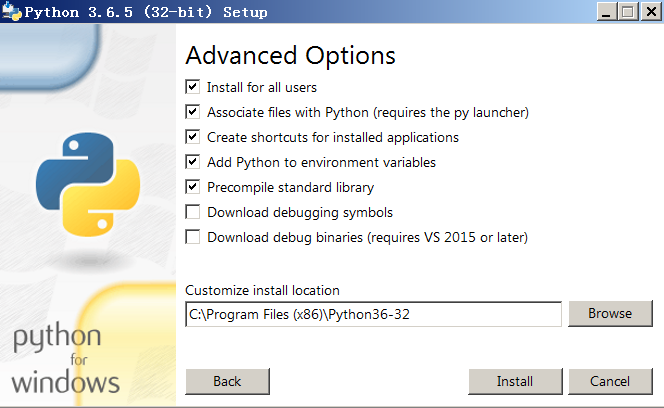 Python 3.6.5 (32-bit) Setup
Advanced Options
Install for all users
Associate files with Python (requires the py launcher)
Create shortcuts for installed applications
Add Python to environment variables
Precompile standard library
Download debugging symbols
Download debug binaries (requires VS 2015 or later)
Customize install location
C:\Program Files (x86)\Python36-32
Browse
python
for
windows
Back
Install
Cancel